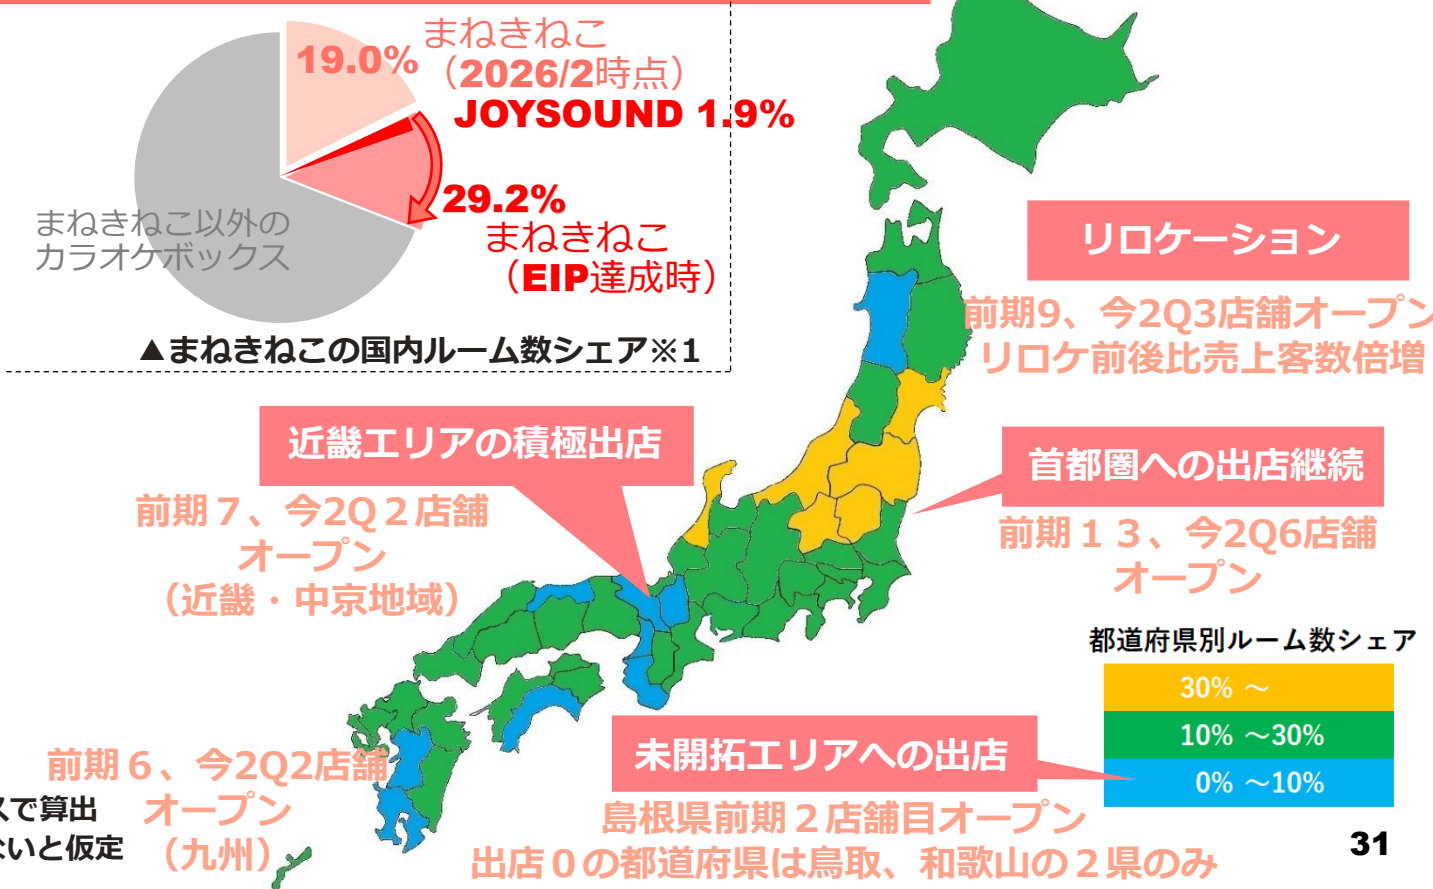 19.0%
まねきねこ
（2026/2時点）
JOYSOUND 1.9%
29.2%
まねきねこ
（EIP達成時）
まねきねこ以外の
カラオケボックス
▲まねきねこの国内ルーム数シェア※1
リロケーション
前期9、今2Q3店舗オープン
リロケ前後比売上客数倍増
近畿エリアの積極出店
前期７、今2Q２店舗
オープン
（近畿・中京地域）
首都圏への出店継続
前期１３、今2Q6店舗
オープン
都道府県別ルーム数シェア
30% ～
10% ～30%
0% ～10%
未開拓エリアへの出店
島根県前期２店舗目オープン
出店０の都道府県は鳥取、和歌山の２県のみ
前期６、今2Q2店舗
オープン
（九州）
スで算出
ないと仮定
31